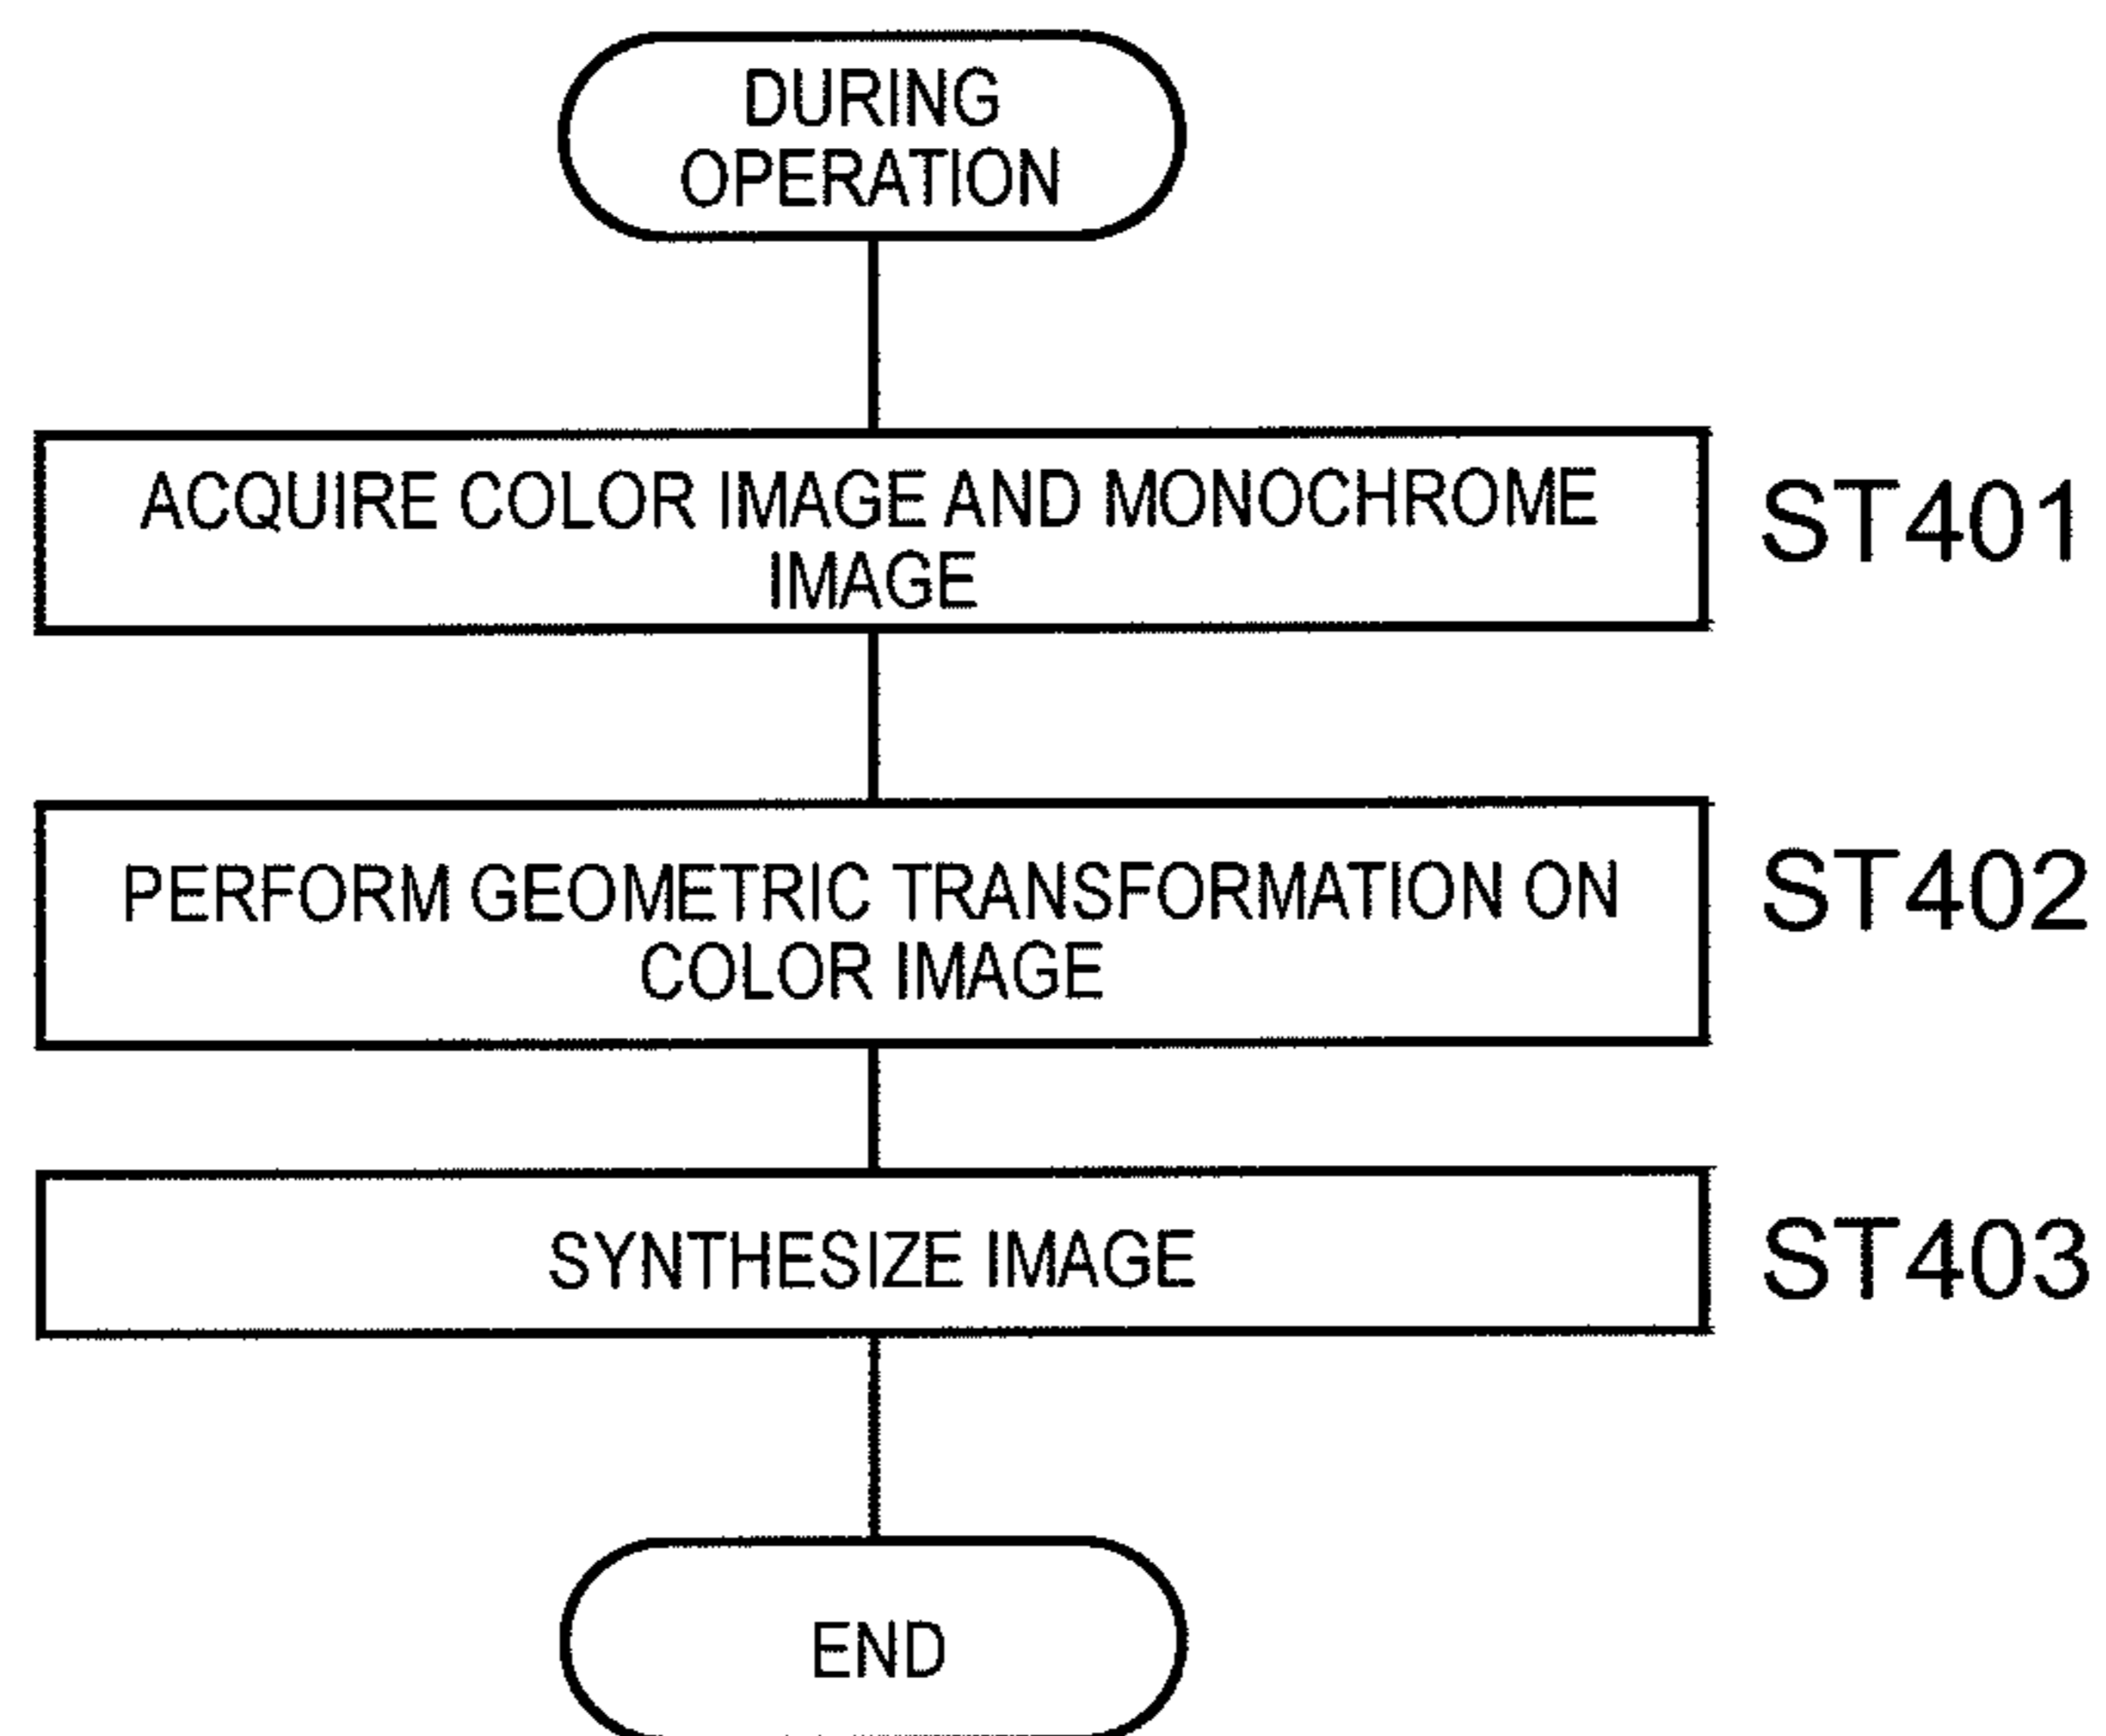 DURING
OPERATION
ACQUIRE COLOR IMAGE AND MONOCHROME
IMAGE
ST401
PERFORM GEOMETRIC TRANSFORMATION ON
COLOR IMAGE
ST402
SYNTHESIZE IMAGE
ST403
END